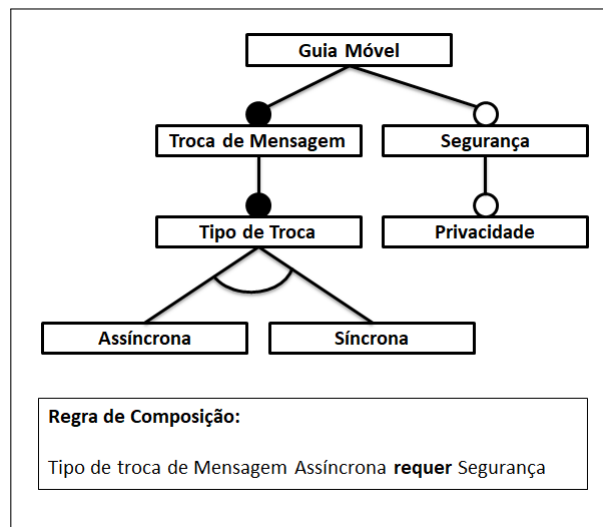 Guia Móvel
Troca de Mensagem
Segurança
Tipo de Troca
Privacidade
Assíncrona
Síncrona
Regra de Composição:
Tipo de troca de Mensagem Assíncrona requer Segurança